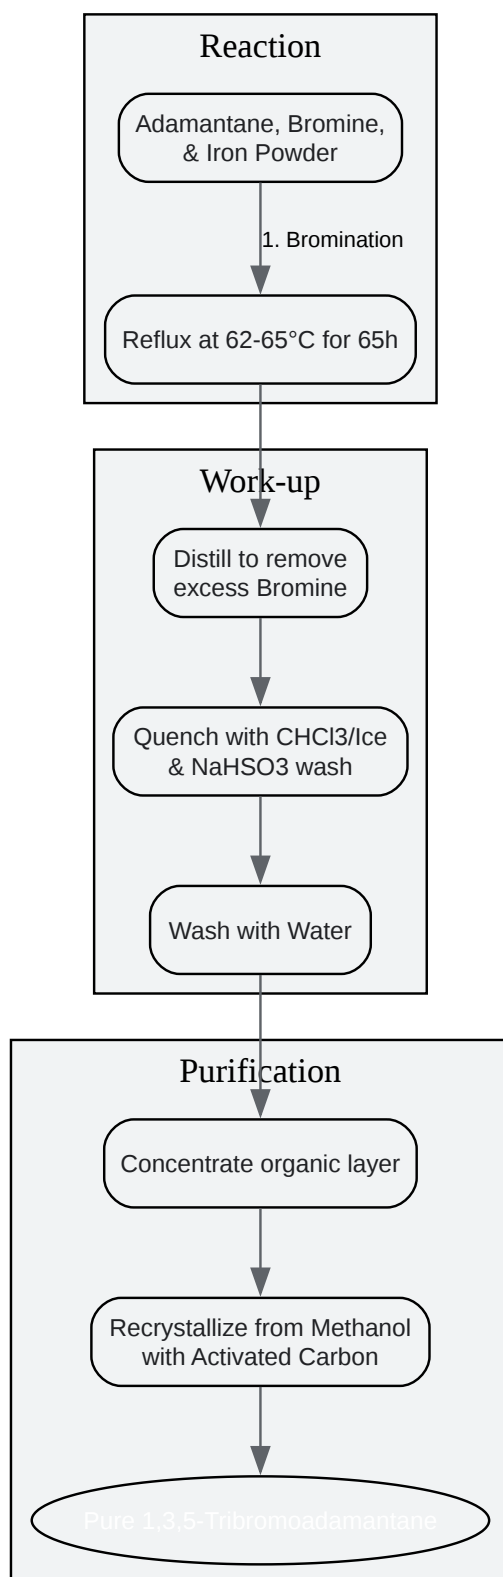 Reaction
Adamantane, Bromine,
& Iron Powder
1. Bromination
Reflux at 62-65°C for 65h
Work-up
Distill to remove
excess Bromine
Quench with CHCl3/Ice
& NaHSO3 wash
Wash with Water
Purification
Concentrate organic layer
Recrystallize from Methanol
with Activated Carbon
Pure 1,3,5-Tribromoadamantane